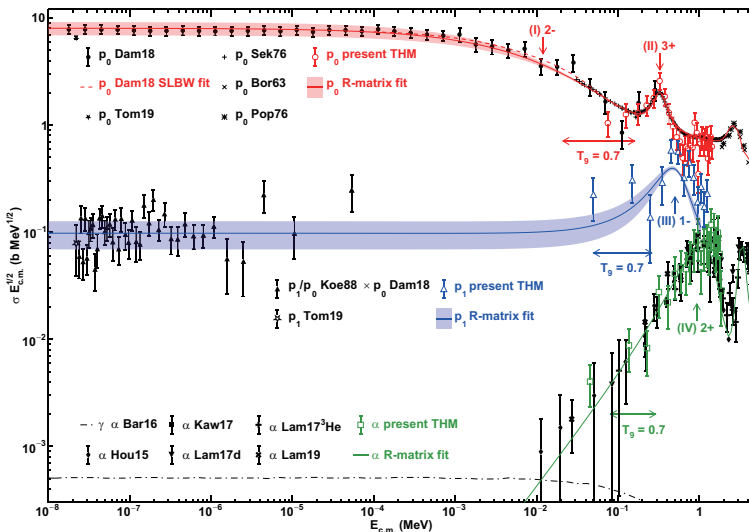 (I) 2-
(II) 3+
p₀ Dam18
p₀ Sek76
p₀ present THM
p₀ Dam18 SLBW fit
p₀ Bor63
p₀ R-matrix fit
p₀ Tom19
p₀ Pop76
T₉ = 0.7
(III) 1-
T₉ = 0.7
p₁/p₀ Koe88 × p₀ Dam18
p₁ present THM
p₁ Tom19
p₁ R-matrix fit
(IV) 2+
T₉ = 0.7
γ α Bar16
α Kaw17
α Lam17³He
α present THM
α Hou15
α Lam17d
α Lam19
α R-matrix fit
10
1
10⁻¹
10⁻²
10⁻³
σ E_c.m.^1/2 (b MeV^1/2)
10⁻⁸ 10⁻⁷ 10⁻⁶ 10⁻⁵ 10⁻⁴ 10⁻³ 10⁻² 10⁻¹ 1
E_c.m. (MeV)